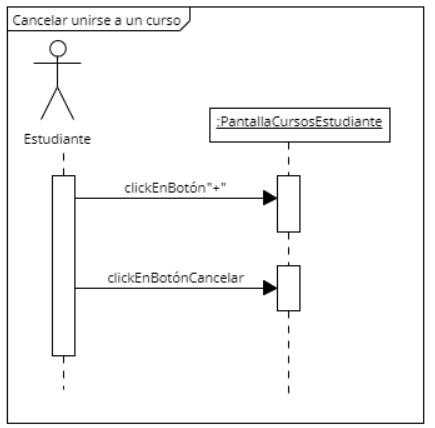 Cancelar unirse a un curso
:PantallaCursosEstudiante
Estudiante
clickEnBotón"+"
clickEnBotónCancelar